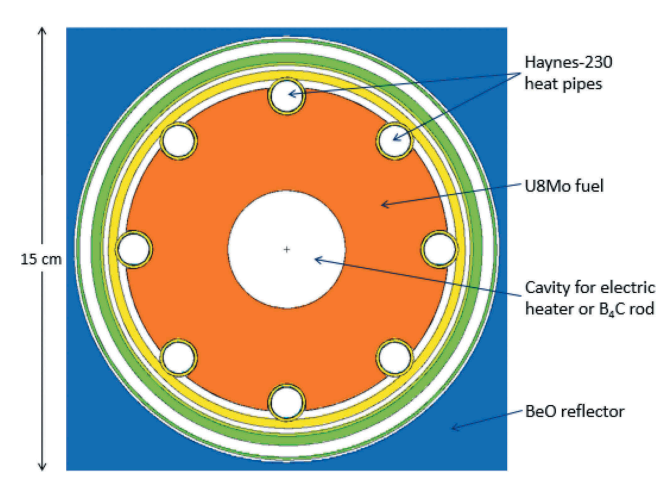 Haynes-230
heat pipes
U8Mo fuel
15 cm
Cavity for electric
heater or B₄C rod
BeO reflector